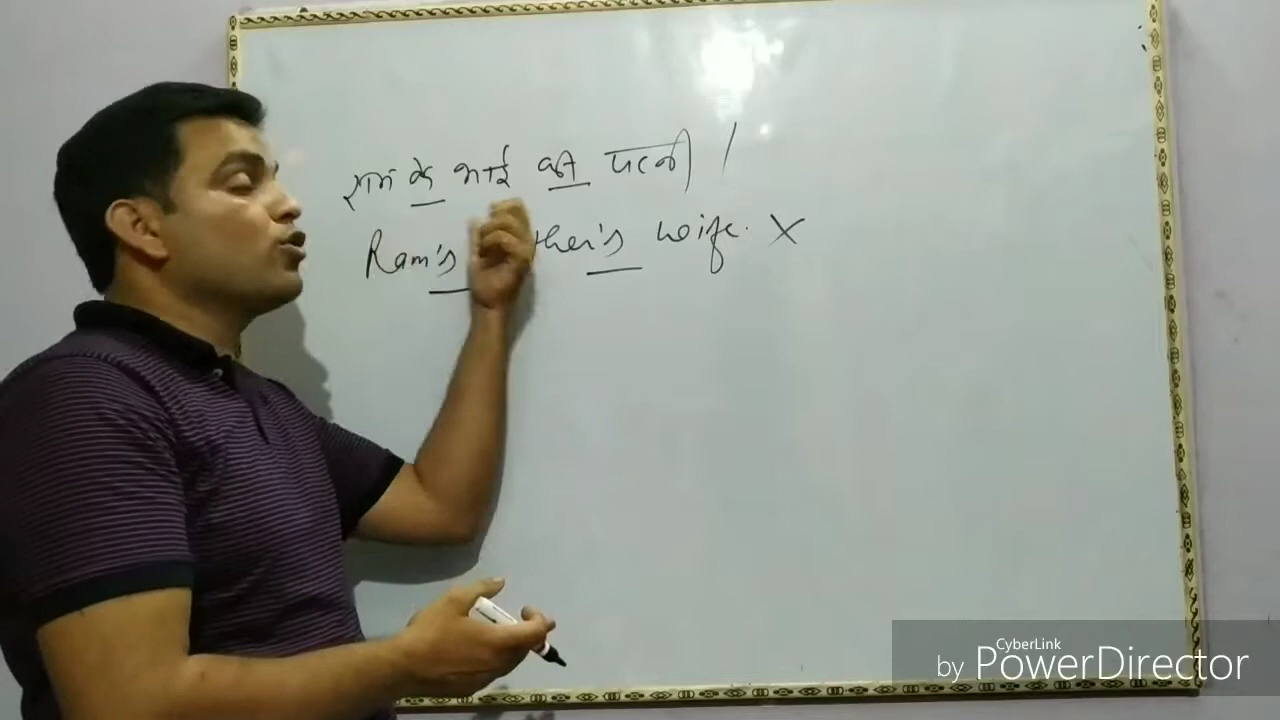 राम के भाई की पत्नी /
Ram's ther's wife. X
CyberLink
by PowerDirector